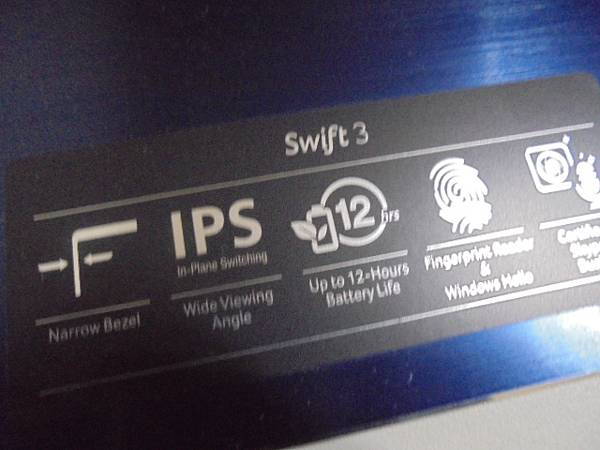 Swift 3
IPS
In-Plane Switching
12 hrs
Narrow Bezel
Wide Viewing
Angle
Up to 12-Hours
Battery Life
Fingerprint Reader
&
Windows Hello